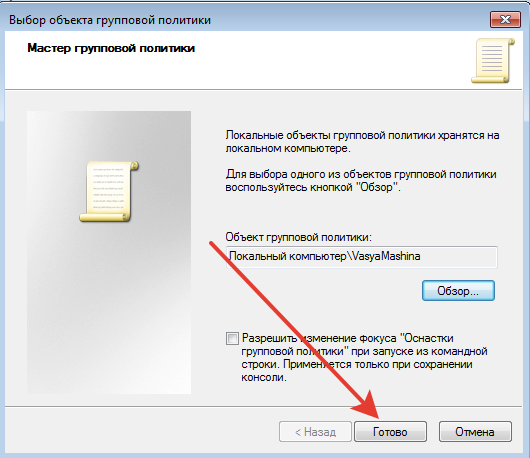 Выбор объекта групповой политики
Мастер групповой политики
Локальные объекты групповой политики хранятся на
локальном компьютере.
Для выбора одного из объектов групповой политики
воспользуйтесь кнопкой "Обзор".
Объект групповой политики:
Локальный компьютер\VasyaMashina
Обзор...
Разрешить изменение фокуса "Оснастки
групповой политики" при запуске из командной
строки. Применяется только при сохранении
консоли.
< Назад
Готово
Отмена